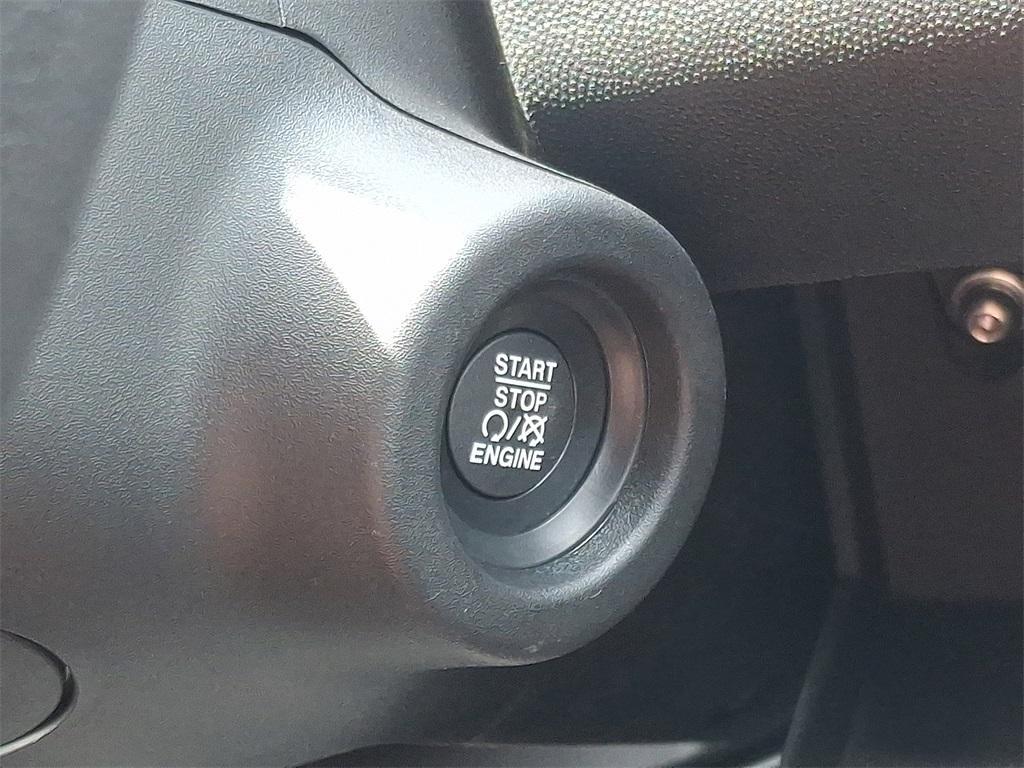 START
STOP
/
ENGINE